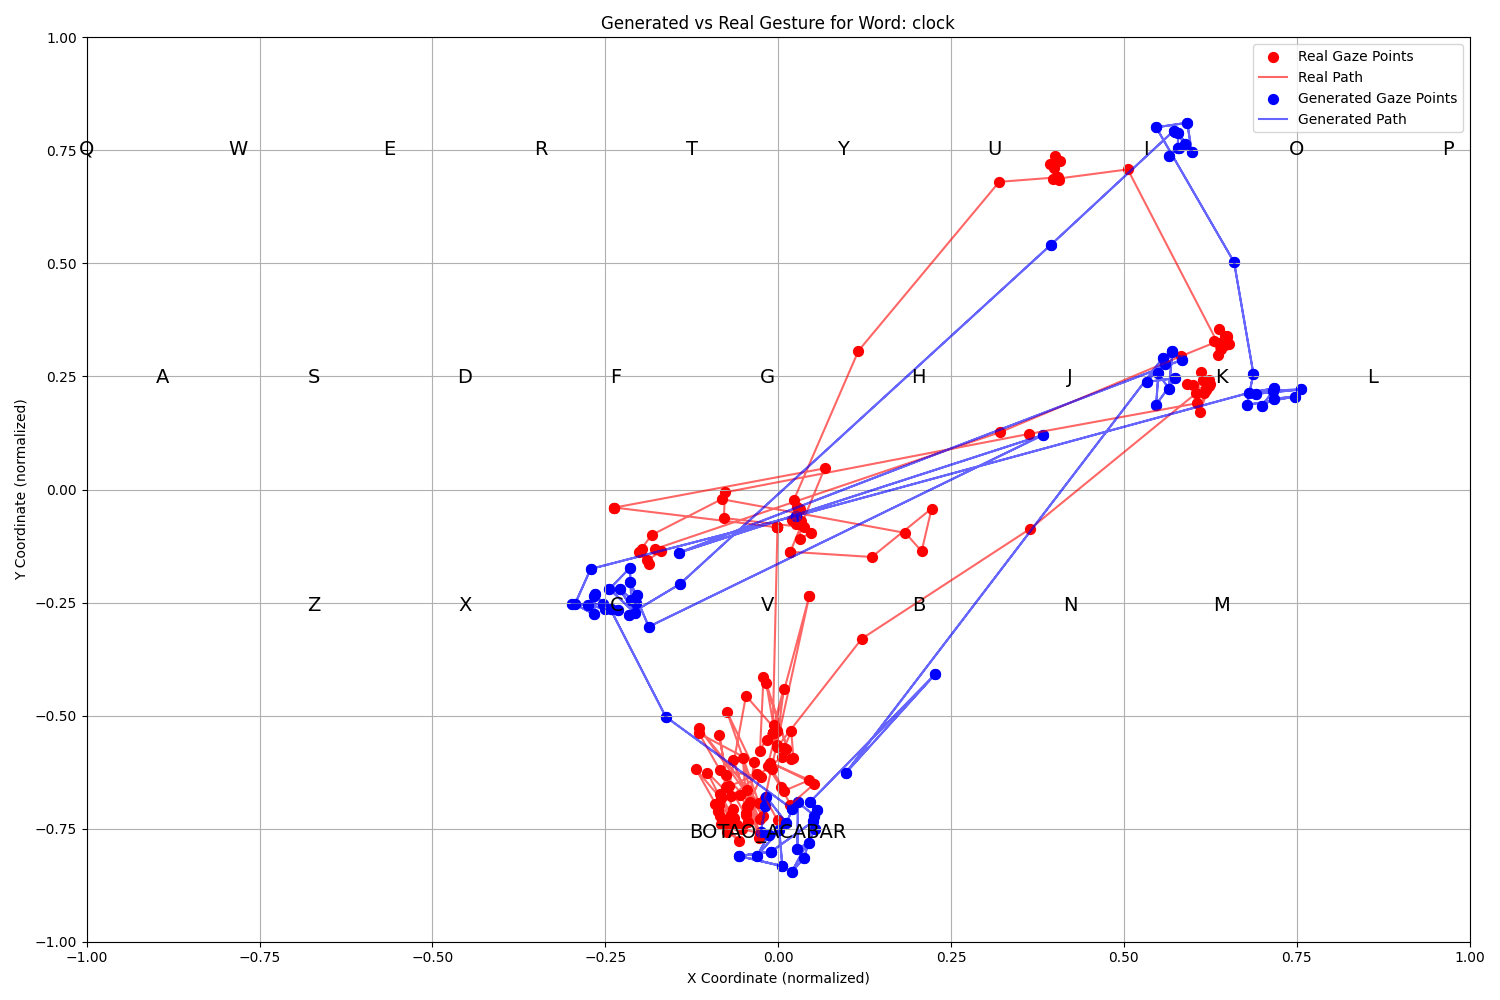 Generated vs Real Gesture for Word: clock
1.00
Real Gaze Points
Real Path
Generated Gaze Points
Generated Path
0.75
Q W E R T Y U I O P
0.50
0.25
A S D F G H J K L
0.00
Y Coordinate (normalized)
−0.25
Z X C V B N M
−0.50
−0.75
BOTAO_ACABAR
−1.00
−1.00 −0.75 −0.50 −0.25 0.00 0.25 0.50 0.75 1.00
X Coordinate (normalized)